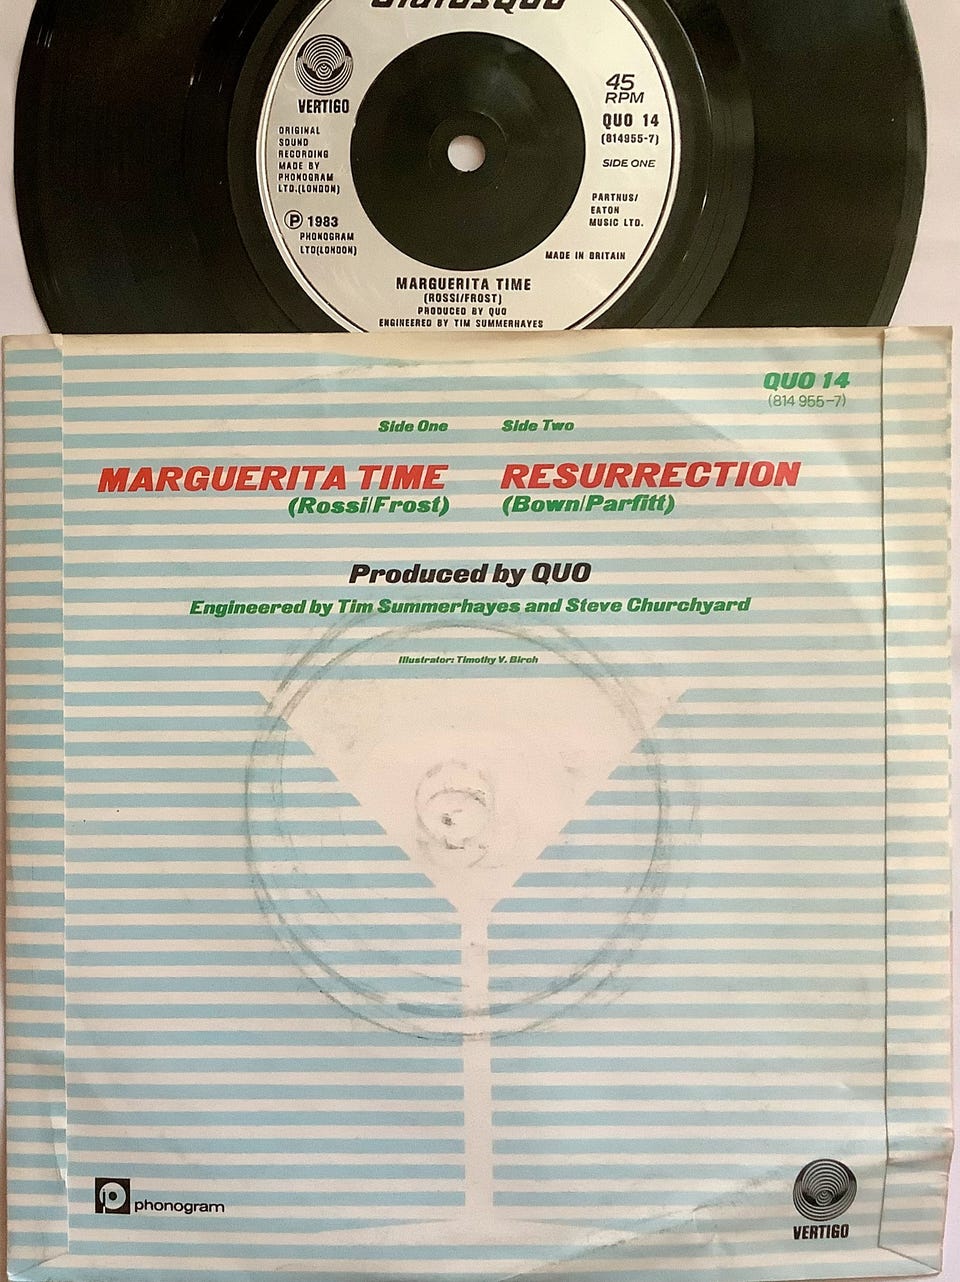 StatusQuo
VERTIGO
ORIGINAL
SOUND
RECORDING
MADE BY
PHONOGRAM
LTD.(LONDON)
P 1983
PHONOGRAM
LTD(LONDON)
45
RPM
QUO 14
(814955-7)
SIDE ONE
PARTNUS/
EATON
MUSIC LTD.
MADE IN BRITAIN
MARGUERITA TIME
(ROSSI/FROST)
PRODUCED BY QUO
ENGINEERED BY TIM SUMMERHAYES
QUO 14
(814 955-7)
Side One
Side Two
MARGUERITA TIME
(Rossi/Frost)
RESURRECTION
(Bown/Parfitt)
Produced by QUO
Engineered by Tim Summerhayes and Steve Churchyard
Illustrator: Timothy V. Birch
phonogram
VERTIGO